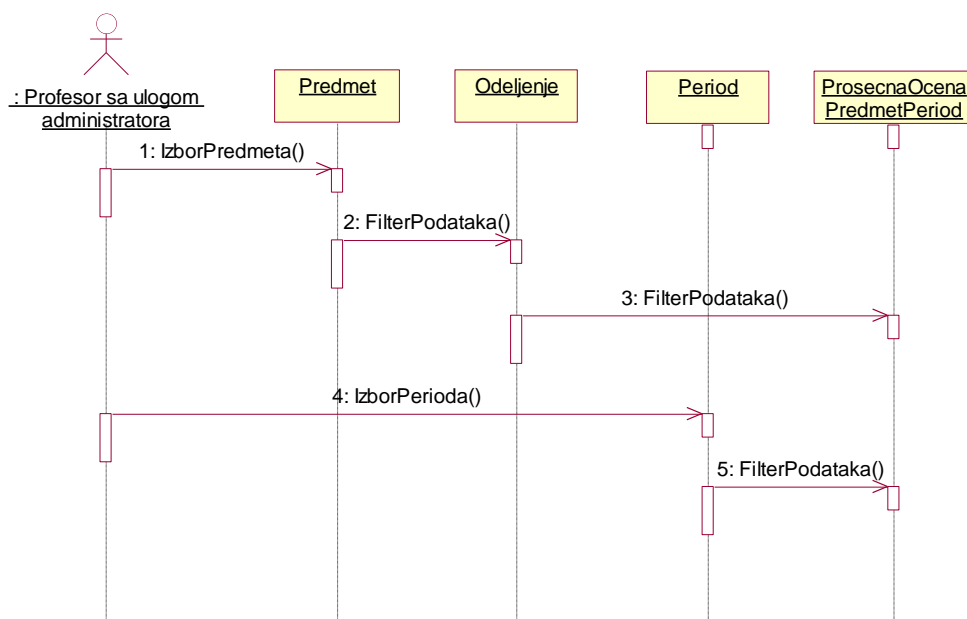 : Profesor sa ulogom
administratora
Predmet
Odeljenje
Period
ProsecnaOcena
PredmetPeriod
1: IzborPredmeta()
2: FilterPodataka()
3: FilterPodataka()
4: IzborPerioda()
5: FilterPodataka()